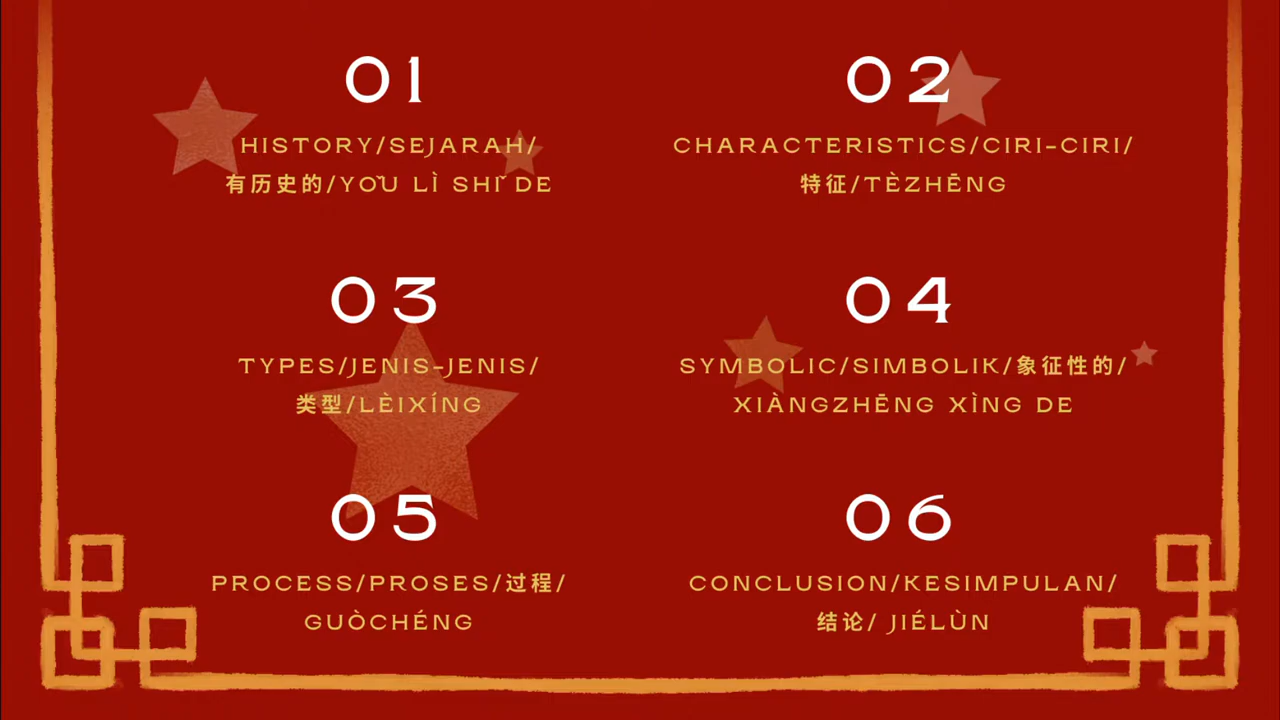 01
HISTORY/SEJARAH/
有历史的/YǑU LÌ SHǏ DE
02
CHARACTERISTICS/CIRI-CIRI/
特征/TÈZHĒNG
03
TYPES/JENIS-JENIS/
类型/LÈIXÍNG
04
SYMBOLIC/SIMBOLIK/象征性的/
XIÀNGZHĒNG XÌNG DE
05
PROCESS/PROSES/过程/
GUÒCHÉNG
06
CONCLUSION/KESIMPULAN/
结论/ JIÉLÙN